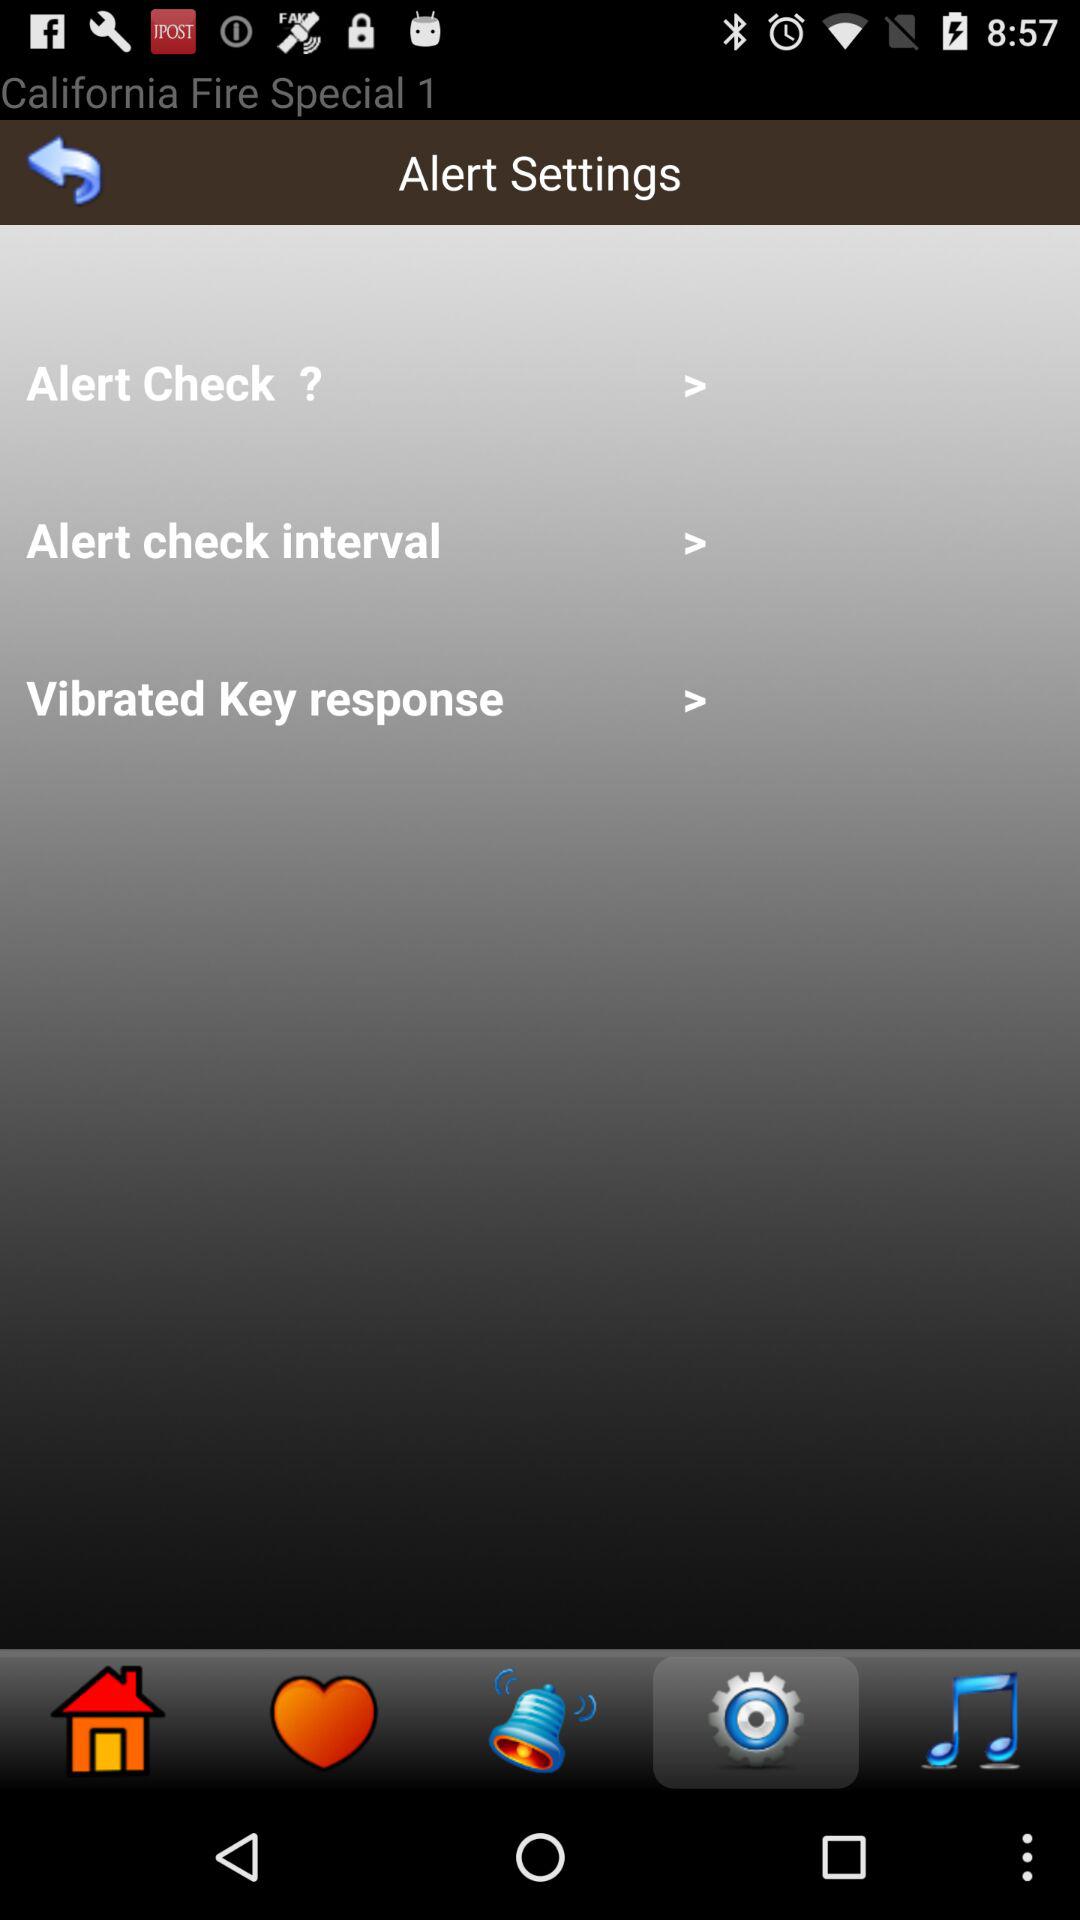 JPOST
FAKE
8:57
California Fire Special 1
Alert Settings
Alert Check  ? >
Alert check interval >
Vibrated Key response >